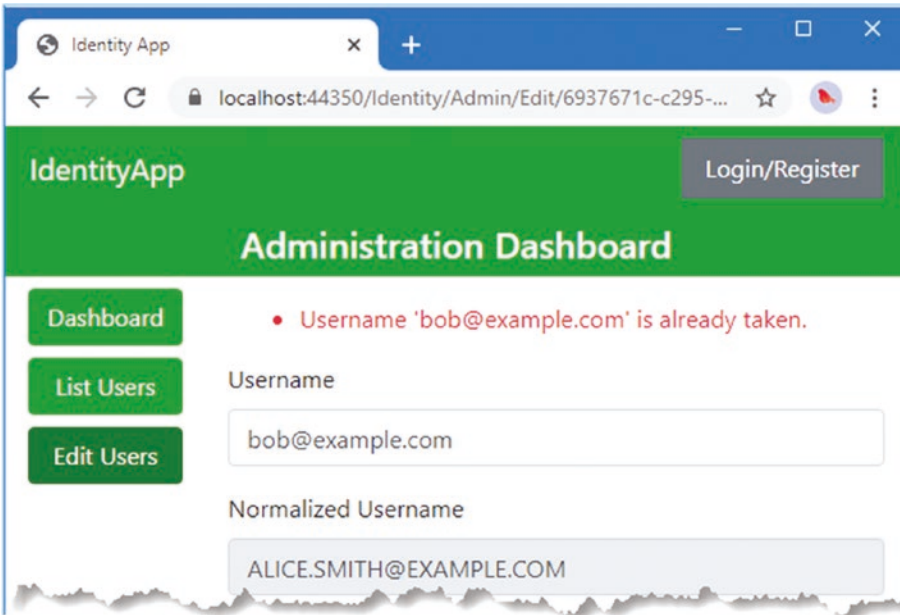 Identity App
localhost:44350/Identity/Admin/Edit/6937671c-c295-...
IdentityApp
Login/Register
Administration Dashboard
Dashboard
• Username 'bob@example.com' is already taken.
List Users
Username
bob@example.com
Edit Users
Normalized Username
ALICE.SMITH@EXAMPLE.COM